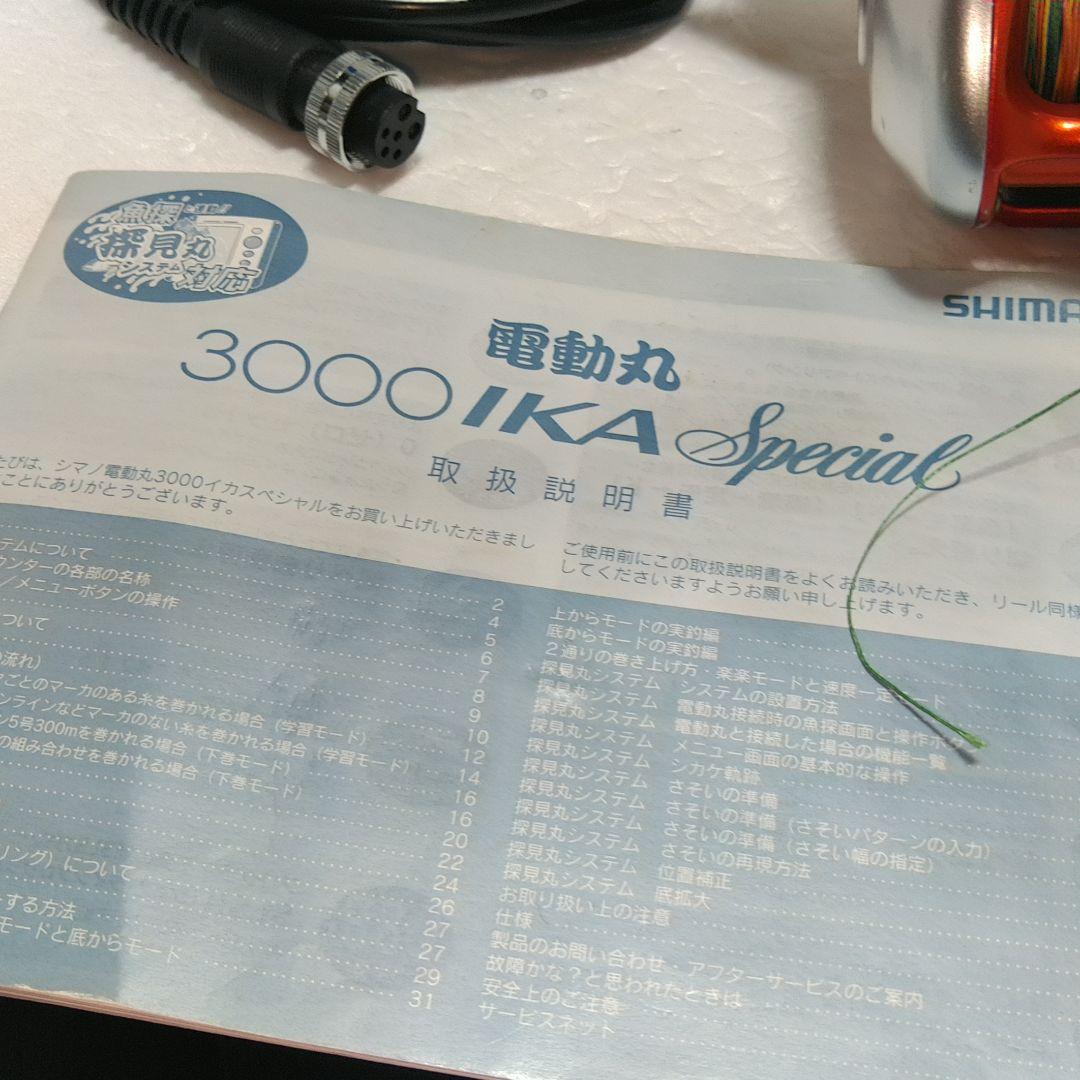 魚探
探見丸
システム 対応
SHIMA
電動丸
3000 IKA Special
取扱説明書
たびは、シマノ電動丸3000イカスペシャルをお買い上げいただきまし
ことにありがとうございます。
ご使用前にこの取扱説明書をよくお読みいただき、リール同様
してくださいますようお願い申し上げます。
テムについて
ウンターの各部の名称
／メニューボタンの操作
ついて
の流れ）
ごとのマーカのある糸を巻かれる場合（学習モード）
ンラインなどマーカのない糸を巻かれる場合（学習モード）
ン5号300mを巻かれる場合（下巻モード）
の組み合わせを巻かれる場合（下巻モード）
リング）について
トする方法
モードと底からモード
2
4
5
6
7
8
9
10
12
14
16
16
20
22
24
26
27
27
29
31
上からモードの実釣編
底からモードの実釣編
２通りの巻き上げ方 楽楽モードと速度一定モード
探見丸システム システムの設置方法
探見丸システム 電動丸接続時の魚探画面と操作ボタン
探見丸システム 電動丸と接続した場合の機能一覧
探見丸システム メニュー画面の基本的な操作
探見丸システム シカケ軌跡
探見丸システム さそいの準備
探見丸システム さそいの準備（さそいパターンの入力）
探見丸システム さそいの準備（さそい幅の指定）
探見丸システム さそいの再現方法
探見丸システム 位置補正
探見丸システム 底拡大
お取り扱い上の注意
仕様
製品のお問い合わせ・アフターサービスのご案内
故障かな？と思われたときは
安全上のご注意
サービスネット